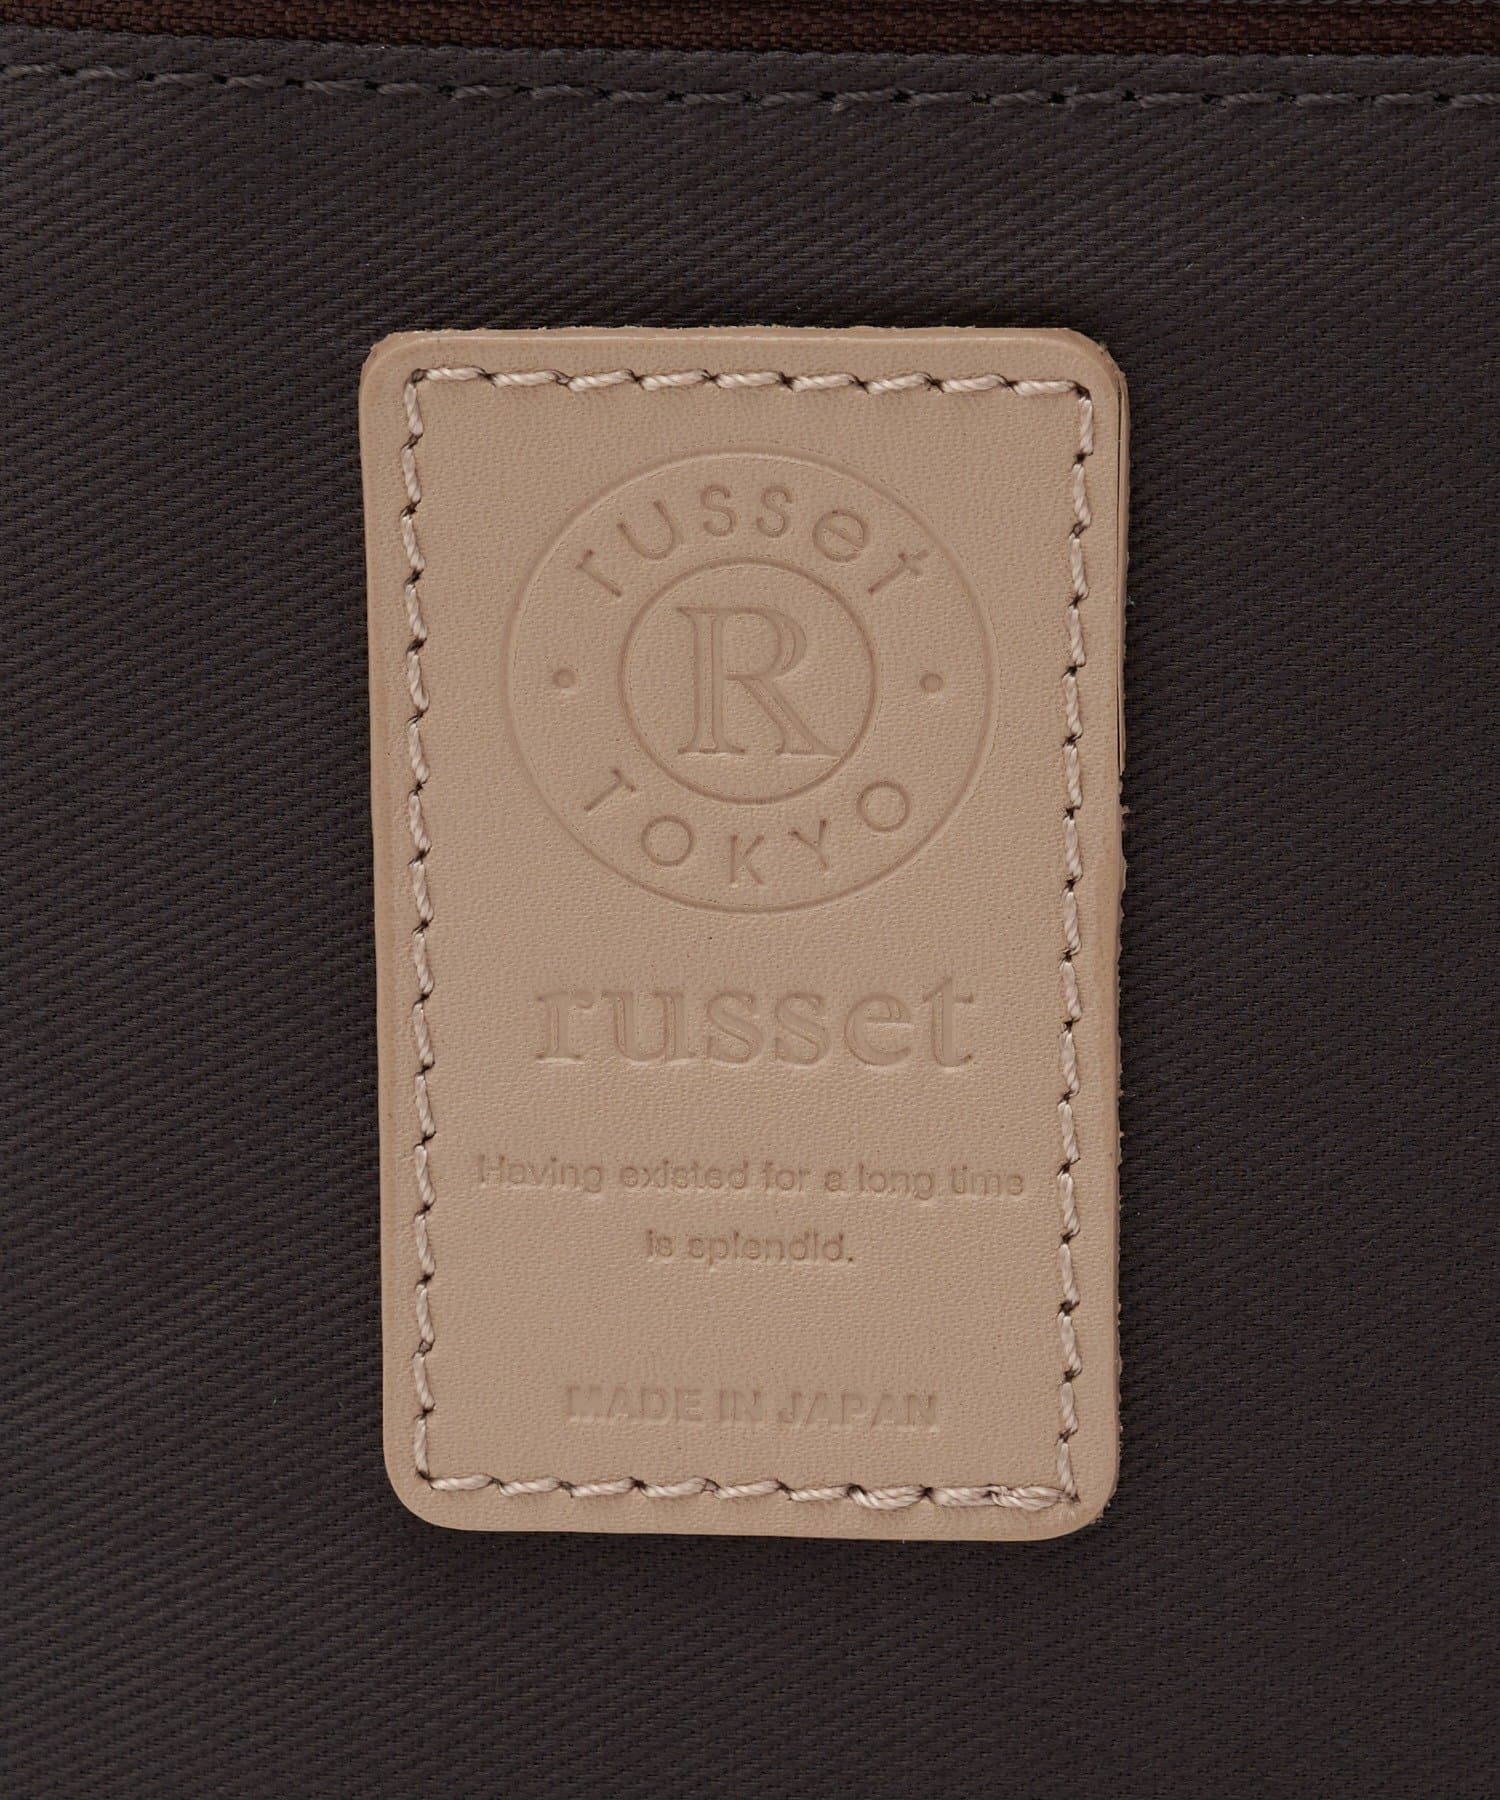 russet
R
TOKYO
russet
Having existed for a long time
is splendid.
MADE IN JAPAN